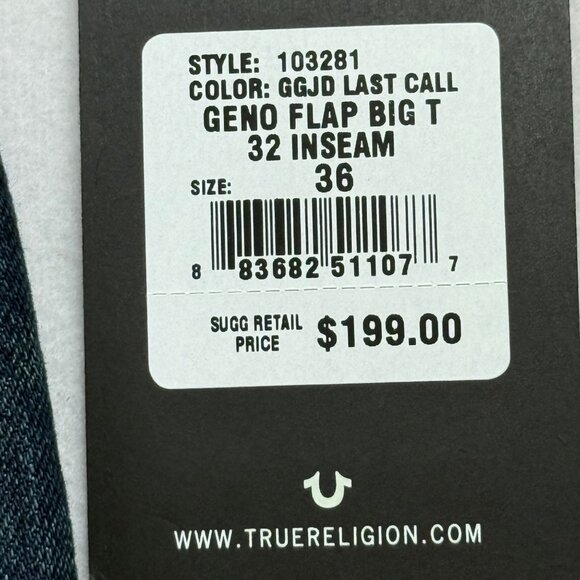 STYLE: 103281
COLOR: GGJD LAST CALL
GENO FLAP BIG T
32 INSEAM
SIZE: 36
8 83682 51107 7
SUGG RETAIL PRICE $199.00
WWW.TRUERELIGION.COM